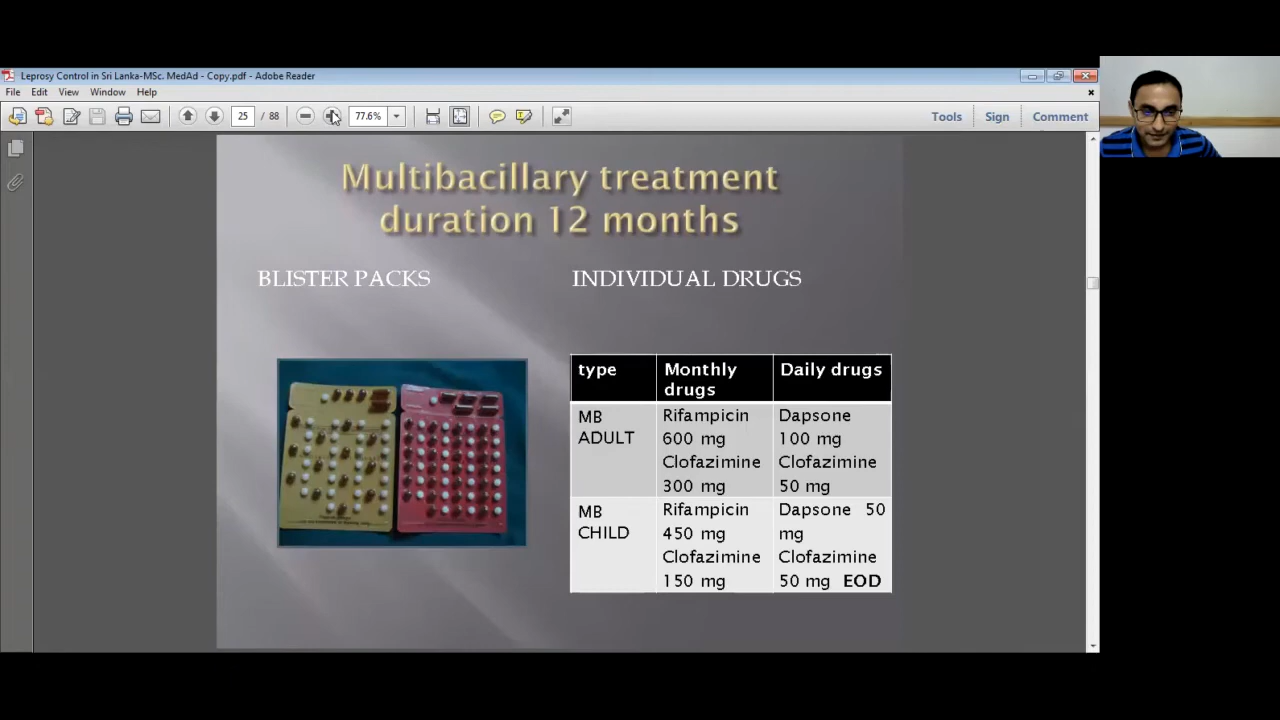 Leprosy Control in Sri Lanka-MSc. MedAd - Copy.pdf - Adobe Reader
File Edit View Window Help
25 / 88 77.6% Tools Sign Comment
Multibacillary treatment
duration 12 months
BLISTER PACKS
INDIVIDUAL DRUGS
type Monthly drugs Daily drugs
MB ADULT Rifampicin 600 mg Clofazimine 300 mg Dapsone 100 mg Clofazimine 50 mg
MB CHILD Rifampicin 450 mg Clofazimine 150 mg Dapsone 50 mg Clofazimine 50 mg EOD